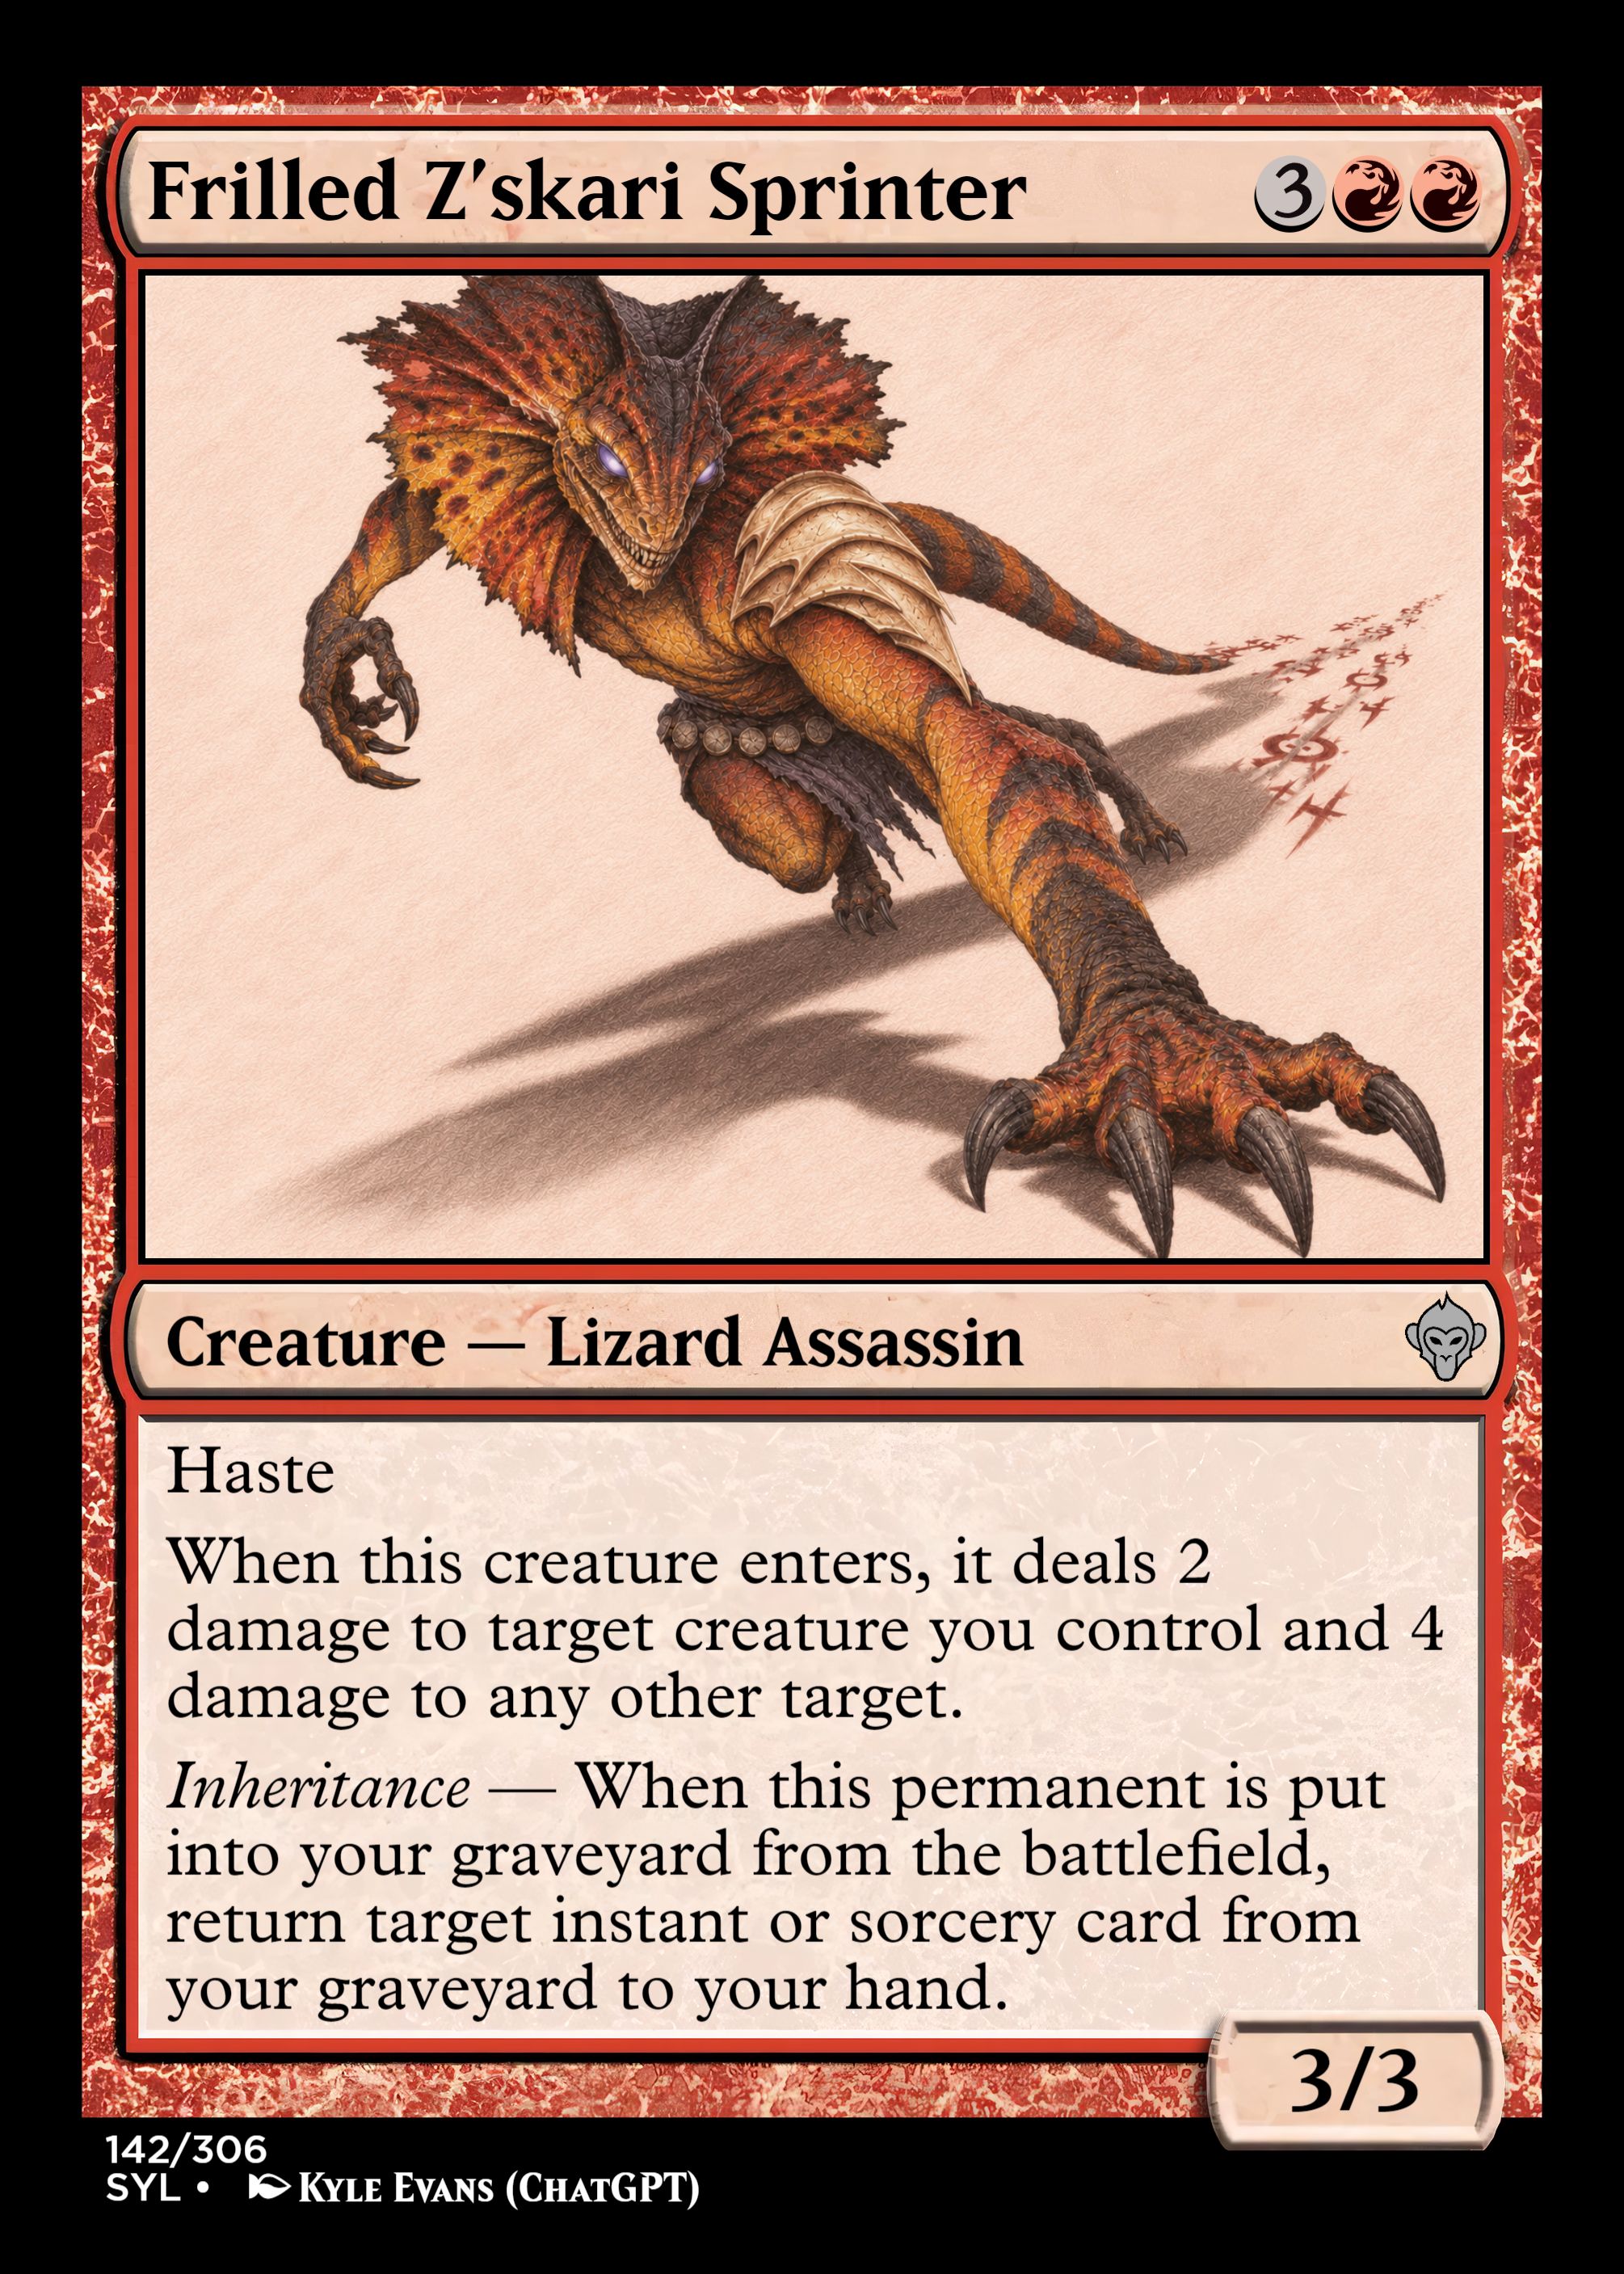 Frilled Z'skari Sprinter 3
Creature — Lizard Assassin
Haste
When this creature enters, it deals 2
damage to target creature you control and 4
damage to any other target.
Inheritance — When this permanent is put
into your graveyard from the battlefield,
return target instant or sorcery card from
your graveyard to your hand.
3/3
142/306
SYL • Kyle Evans (ChatGPT)